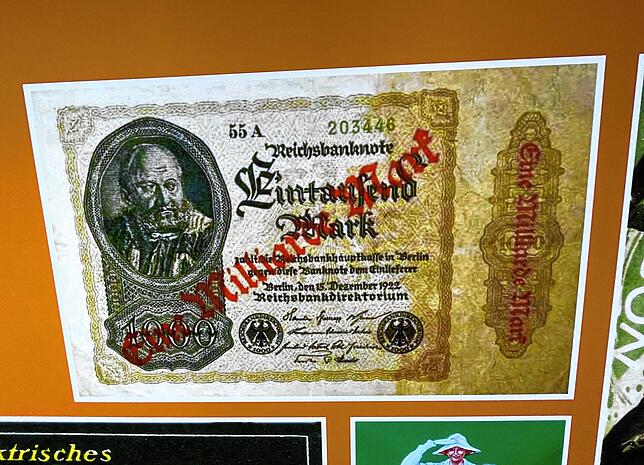 55 A 203446
Reichsbanknote
Eintausend
Mark
zahlt die Reichsbankhauptkasse in Berlin
gegen diese Banknote dem Einlieferer
Berlin, den 15. Dezember 1922
Reichsbankdirektorium
1000
Eine Milliarde Mark
Eine Milliarde Mark
ktrisches